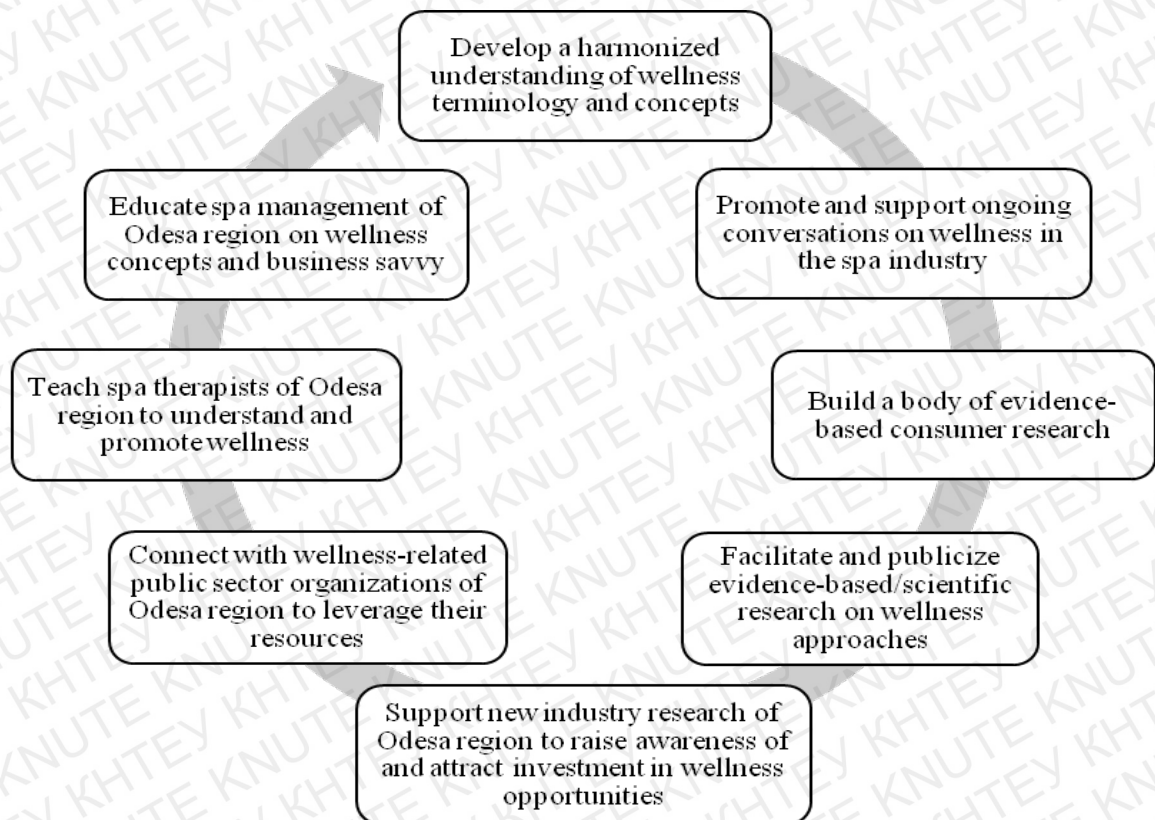 Develop a harmonized
understanding of wellness
terminology and concepts
Promote and support ongoing
conversations on wellness in
the spa industry
Build a body of evidence-
based consumer research
Facilitate and publicize
evidence-based/scientific
research on wellness
approaches
Support new industry research of
Odesa region to raise awareness of
and attract investment in wellness
opportunities
Connect with wellness-related
public sector organizations of
Odesa region to leverage their
resources
Teach spa therapists of Odesa
region to understand and
promote wellness
Educate spa management of
Odesa region on wellness
concepts and business savvy
KNUTE КНТЕУ KNUTE КНТЕУ